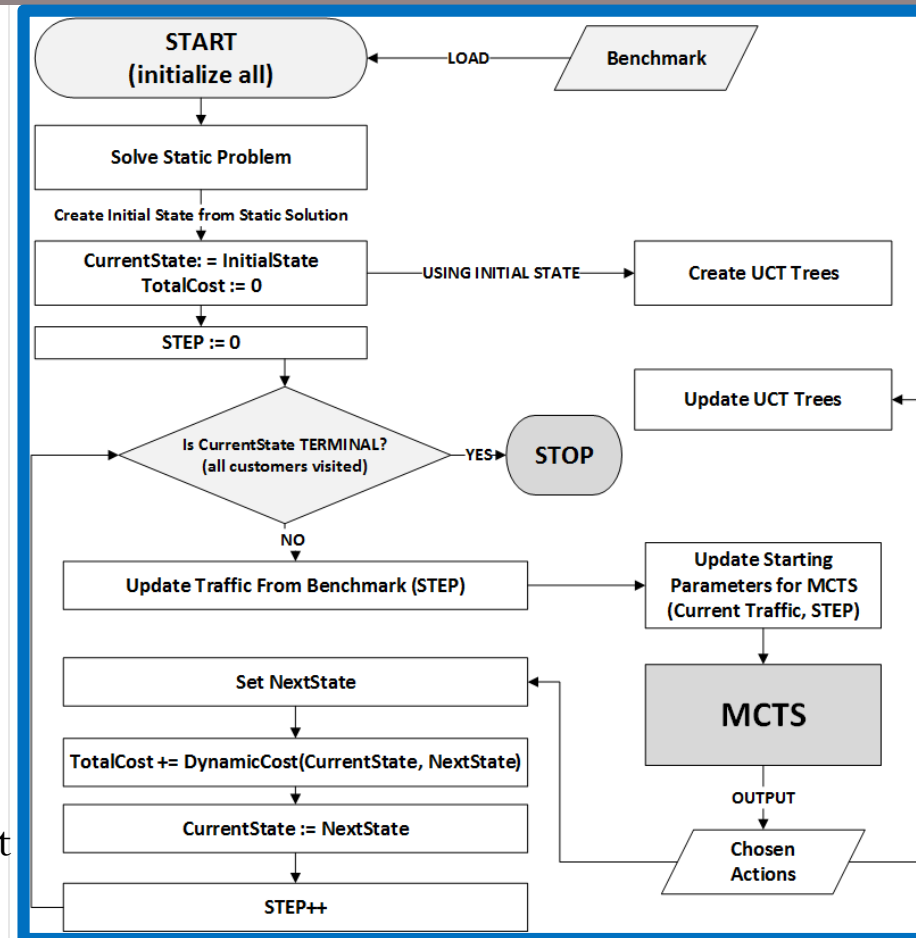 START
(initialize all)
LOAD
Benchmark
Solve Static Problem
Create Initial State from Static Solution
CurrentState: = InitialState
TotalCost := 0
USING INITIAL STATE
Create UCT Trees
STEP := 0
Update UCT Trees
Is CurrentState TERMINAL?
(all customers visited)
YES
STOP
NO
Update Traffic From Benchmark (STEP)
Update Starting
Parameters for MCTS
(Current Traffic, STEP)
Set NextState
MCTS
TotalCost += DynamicCost(CurrentState, NextState)
OUTPUT
CurrentState := NextState
t
Chosen
Actions
STEP++